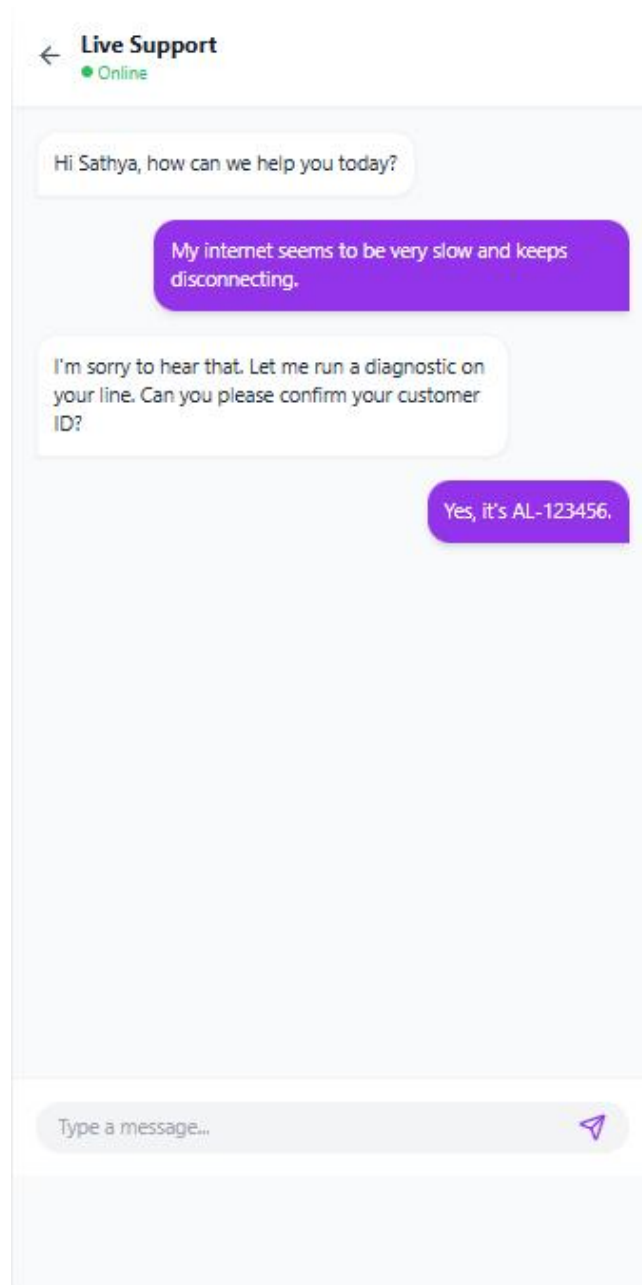 Live Support
Online
Hi Sathya, how can we help you today?
My internet seems to be very slow and keeps
disconnecting.
I'm sorry to hear that. Let me run a diagnostic on
your line. Can you please confirm your customer
ID?
Yes, it's AL-123456.
Type a message...